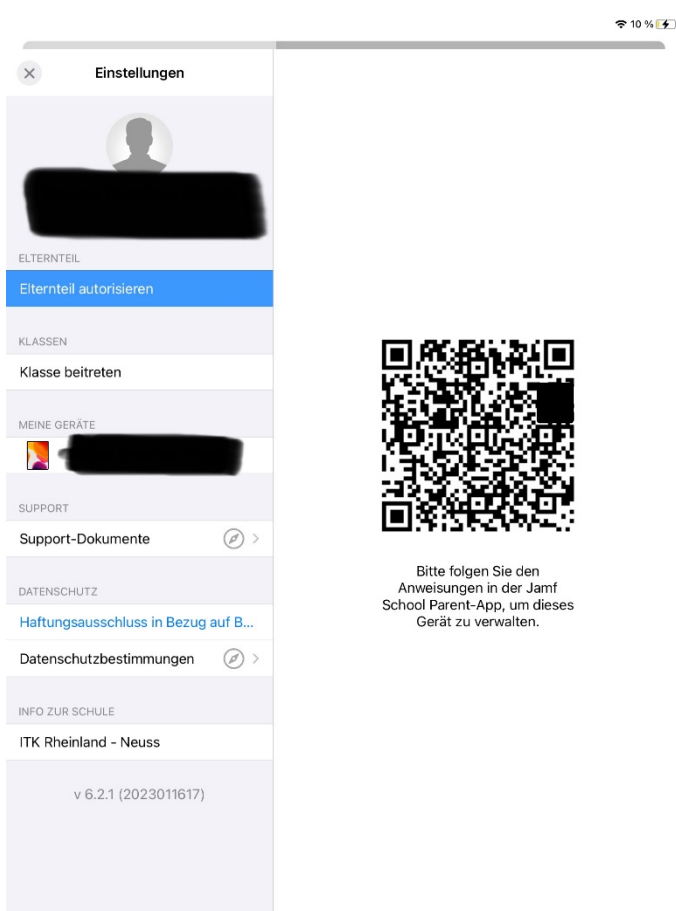 10 %
Einstellungen
ELTERNTEIL
Elternteil autorisieren
KLASSEN
Klasse beitreten
MEINE GERÄTE
SUPPORT
Support-Dokumente
DATENSCHUTZ
Haftungsausschluss in Bezug auf B...
Datenschutzbestimmungen
INFO ZUR SCHULE
ITK Rheinland - Neuss
v 6.2.1 (2023011617)
Bitte folgen Sie den
Anweisungen in der Jamf
School Parent-App, um dieses
Gerät zu verwalten.